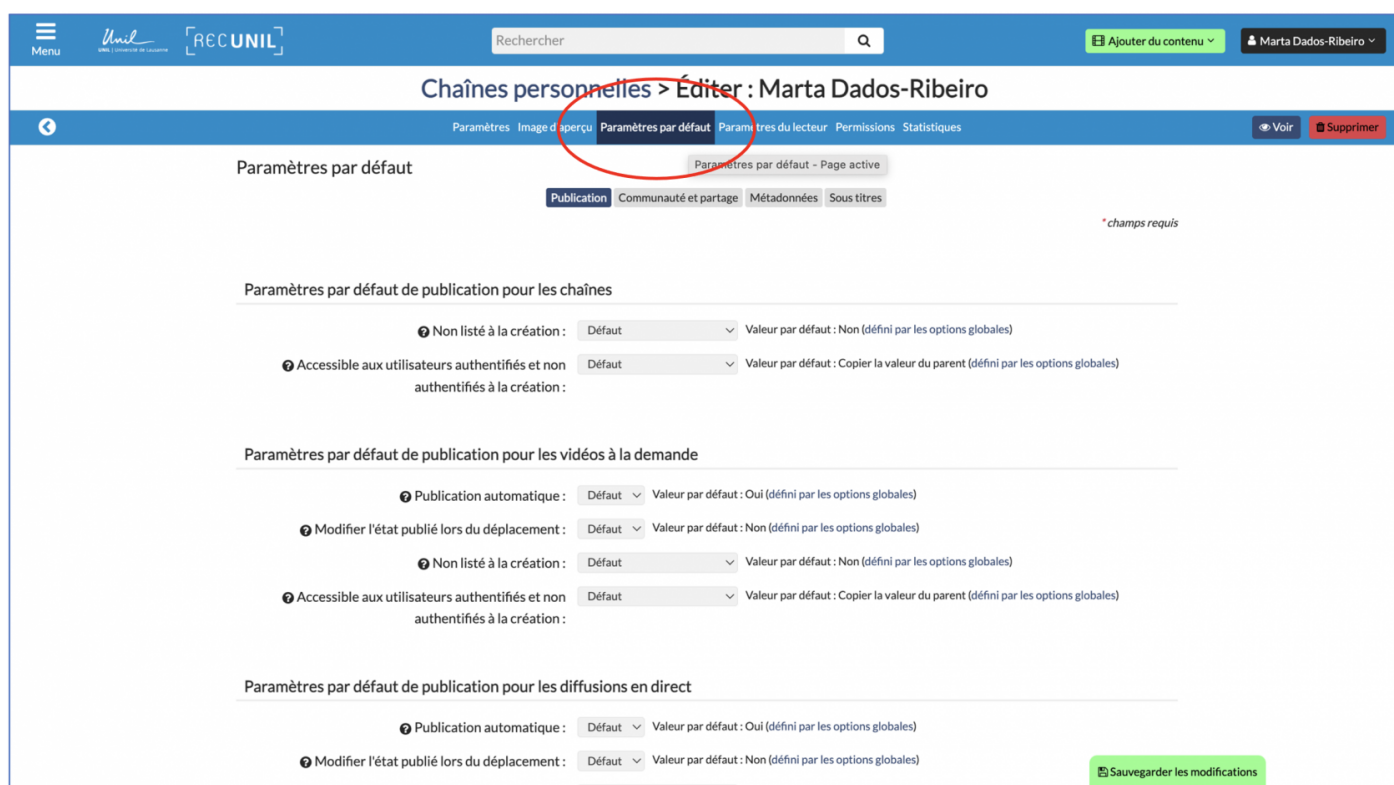 Menu
Unil
UNIL | Université de Lausanne
[RECUNIL]
Rechercher
Ajouter du contenu
Marta Dados-Ribeiro
Chaînes personnelles > Éditer : Marta Dados-Ribeiro
Paramètres Image d'aperçu Paramètres par défaut Paramètres du lecteur Permissions Statistiques
Voir Supprimer
Paramètres par défaut
Paramètres par défaut - Page active
Publication Communauté et partage Métadonnées Sous titres
* champs requis
Paramètres par défaut de publication pour les chaînes
Non listé à la création : Défaut Valeur par défaut : Non (défini par les options globales)
Accessible aux utilisateurs authentifiés et non Défaut Valeur par défaut : Copier la valeur du parent (défini par les options globales)
authentifiés à la création :
Paramètres par défaut de publication pour les vidéos à la demande
Publication automatique : Défaut Valeur par défaut : Oui (défini par les options globales)
Modifier l'état publié lors du déplacement : Défaut Valeur par défaut : Non (défini par les options globales)
Non listé à la création : Défaut Valeur par défaut : Non (défini par les options globales)
Accessible aux utilisateurs authentifiés et non Défaut Valeur par défaut : Copier la valeur du parent (défini par les options globales)
authentifiés à la création :
Paramètres par défaut de publication pour les diffusions en direct
Publication automatique : Défaut Valeur par défaut : Oui (défini par les options globales)
Modifier l'état publié lors du déplacement : Défaut Valeur par défaut : Non (défini par les options globales)
Sauvegarder les modifications